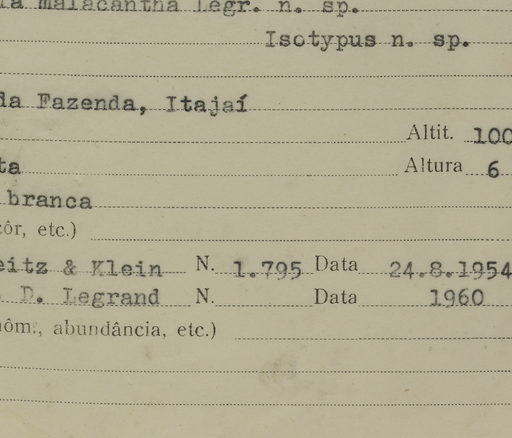 malacantha Legr. n. sp.
Isotypus n. sp.
da Fazenda, Itajaí
Altit. 100
ta Altura 6
branca
côr, etc.)
eitz & Klein N. 1.795 Data 24.8.1954
D. Legrand N. Data 1960
nôm., abundância, etc.)